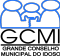 GCMI
GRANDE CONSELHO
MUNICIPAL DO IDOSO